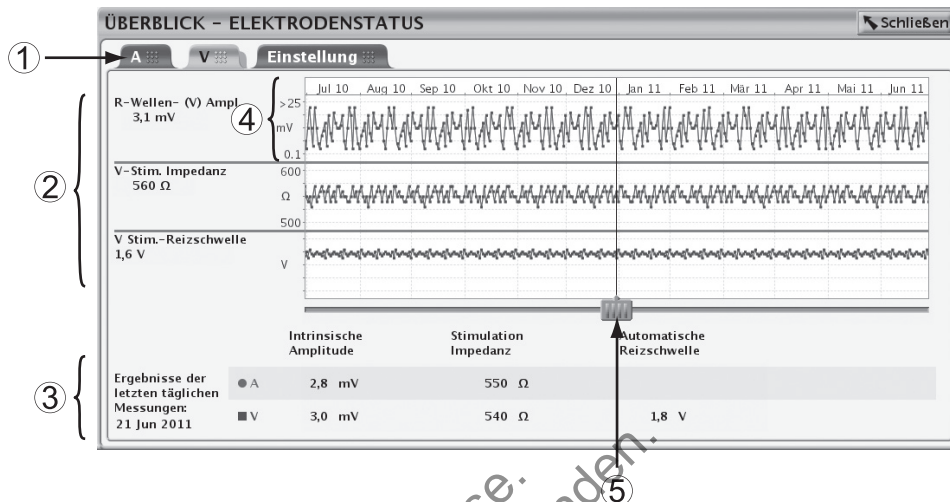 ÜBERBLICK – ELEKTRODENSTATUS
Schließen
1
A
V
Einstellung
Jul 10 Aug 10 Sep 10 Okt 10 Nov 10 Dez 10 Jan 11 Feb 11 Mär 11 Apr 11 Mai 11 Jun 11
R-Wellen- (V) Ampl.
3,1 mV
4
>25
mV
0.1
2
V-Stim. Impedanz
560 Ω
600
Ω
500
V Stim.-Reizschwelle
1,6 V
V
Intrinsische Amplitude
Stimulation Impedanz
Automatische Reizschwelle
3
Ergebnisse der
letzten täglichen
Messungen:
21 Jun 2011
A 2,8 mV 550 Ω
V 3,0 mV 540 Ω 1,8 V
5